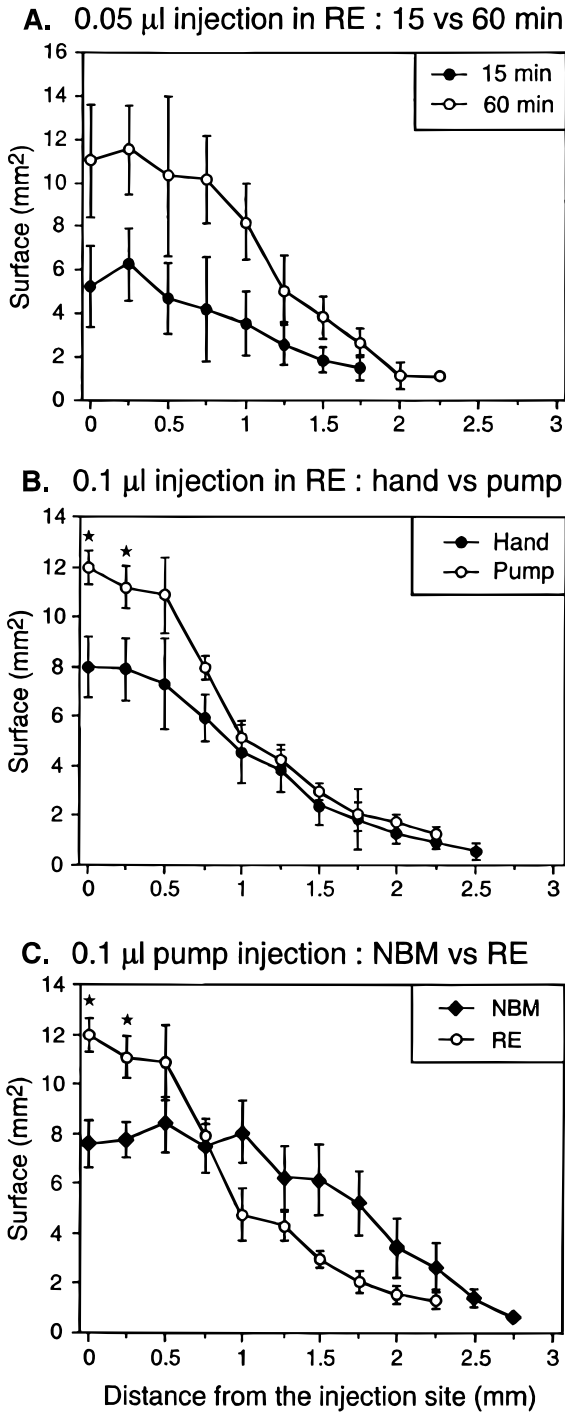 A. 0.05 µl injection in RE : 15 vs 60 min
16
14
12
10
8
6
4
2
0
Surface (mm2)
15 min
60 min
0 0.5 1 1.5 2 2.5 3
B. 0.1 µl injection in RE : hand vs pump
14
12
10
8
6
4
2
0
Surface (mm2)
Hand
Pump
0 0.5 1 1.5 2 2.5 3
C. 0.1 µl pump injection : NBM vs RE
14
12
10
8
6
4
2
0
Surface (mm2)
NBM
RE
0 0.5 1 1.5 2 2.5 3
Distance from the injection site (mm)